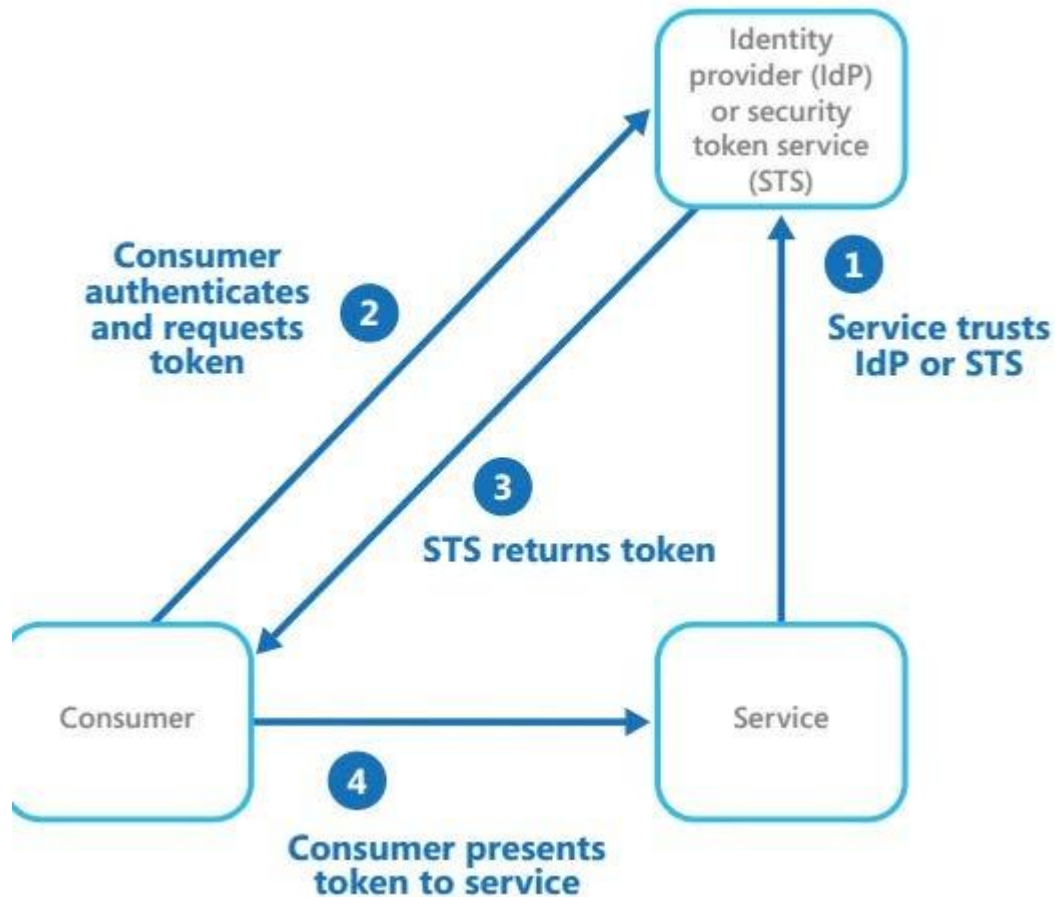 Identity
provider (IdP)
or security
token service
(STS)
1
Service trusts
IdP or STS
Consumer
authenticates
and requests
token
2
3
STS returns token
Consumer
Service
4
Consumer presents
token to service